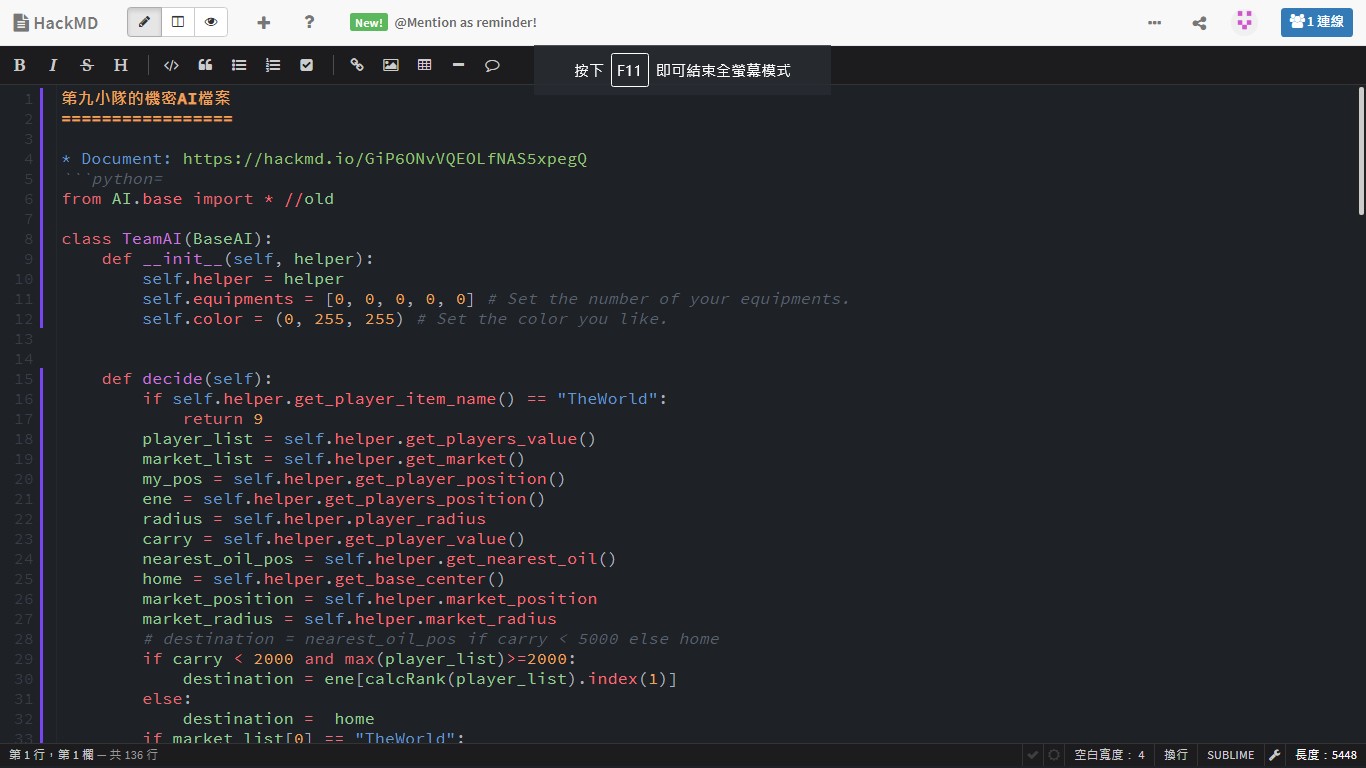 HackMD
New! @Mention as reminder!
1 連線
B I S H
按下 F11 即可結束全螢幕模式
1 第九小隊的機密AI檔案
2 =================
3
4 * Document: https://hackmd.io/GiP6ONvVQEOLfNAS5xpegQ
5 ```python=
6 from AI.base import * //old
7
8 class TeamAI(BaseAI):
9     def __init__(self, helper):
10         self.helper = helper
11         self.equipments = [0, 0, 0, 0, 0] # Set the number of your equipments.
12         self.color = (0, 255, 255) # Set the color you like.
13
14
15     def decide(self):
16         if self.helper.get_player_item_name() == "TheWorld":
17             return 9
18         player_list = self.helper.get_players_value()
19         market_list = self.helper.get_market()
20         my_pos = self.helper.get_player_position()
21         ene = self.helper.get_players_position()
22         radius = self.helper.player_radius
23         carry = self.helper.get_player_value()
24         nearest_oil_pos = self.helper.get_nearest_oil()
25         home = self.helper.get_base_center()
26         market_position = self.helper.market_position
27         market_radius = self.helper.market_radius
28         # destination = nearest_oil_pos if carry < 5000 else home
29         if carry < 2000 and max(player_list)>=2000:
30             destination = ene[calcRank(player_list).index(1)]
31         else:
32             destination =  home
33         if market_list[0] == "TheWorld":
第 1 行，第 1 欄 — 共 136 行
空白寬度： 4 換行 SUBLIME 長度：5448